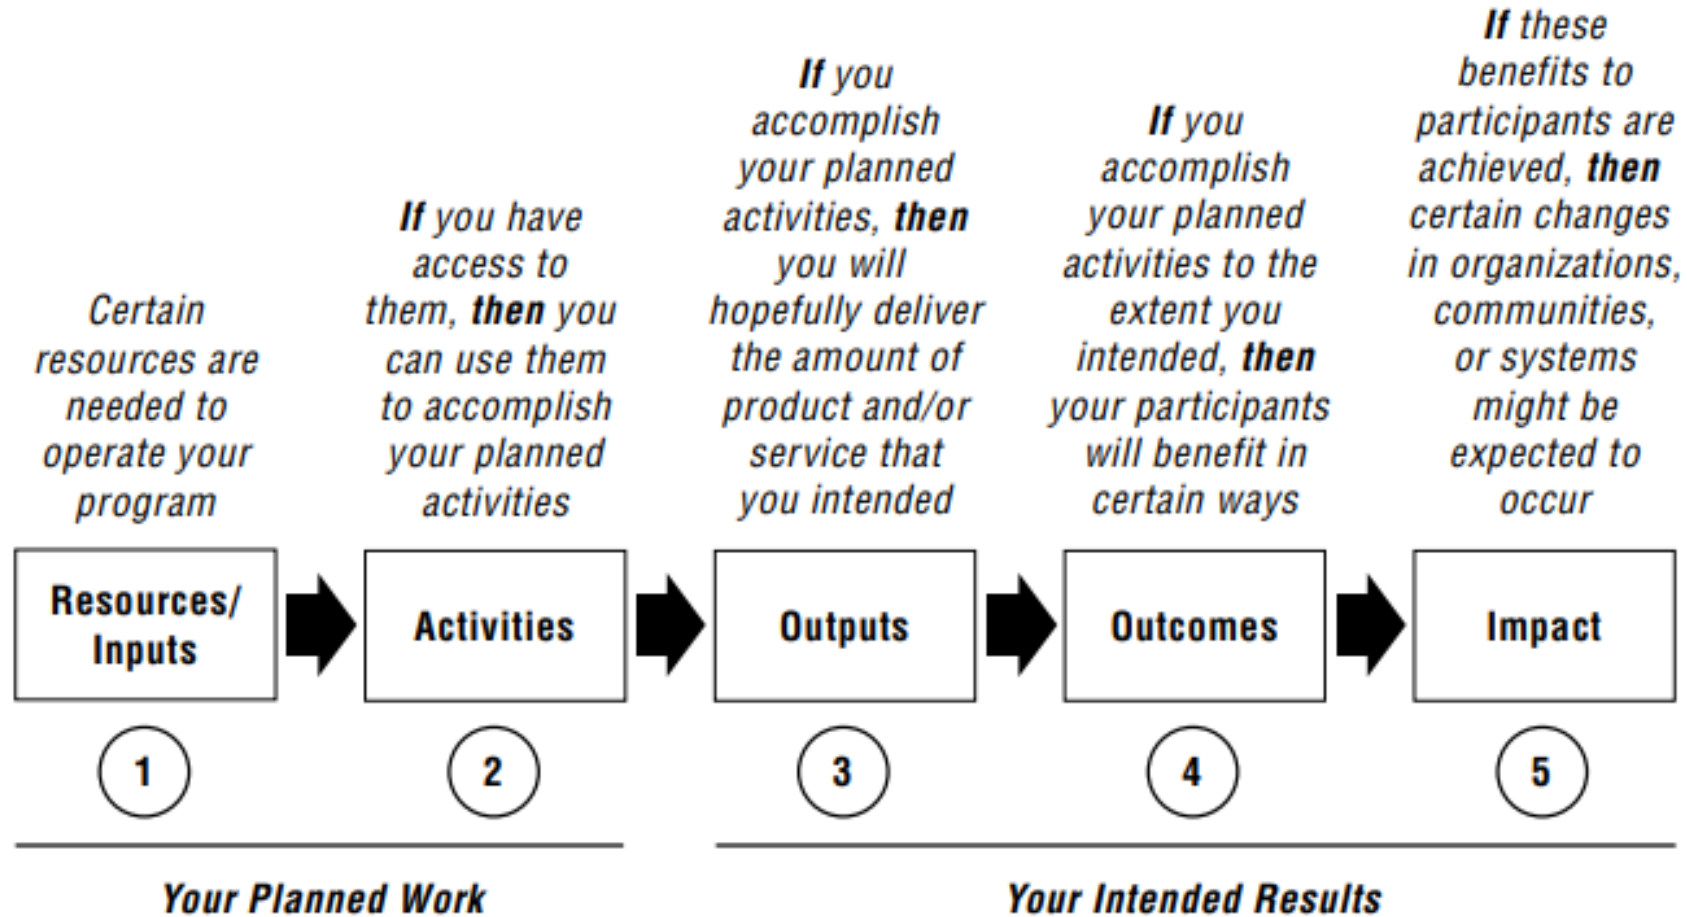 Certain
resources are
needed to
operate your
program
If you have
access to
them, then you
can use them
to accomplish
your planned
activities
If you
accomplish
your planned
activities, then
you will
hopefully deliver
the amount of
product and/or
service that
you intended
If you
accomplish
your planned
activities to the
extent you
intended, then
your participants
will benefit in
certain ways
If these
benefits to
participants are
achieved, then
certain changes
in organizations,
communities,
or systems
might be
expected to
occur
Resources/
Inputs
Activities
Outputs
Outcomes
Impact
1
2
3
4
5
Your Planned Work
Your Intended Results